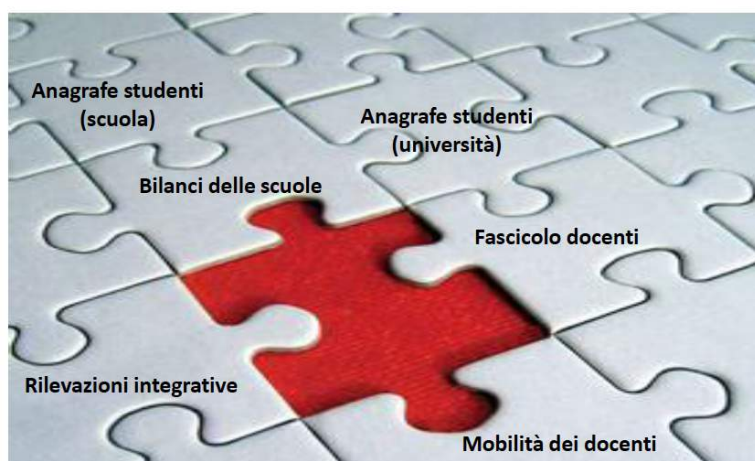 Anagrafe studenti
(scuola)
Anagrafe studenti
(università)
Bilanci delle scuole
Fascicolo docenti
Rilevazioni integrative
Mobilità dei docenti